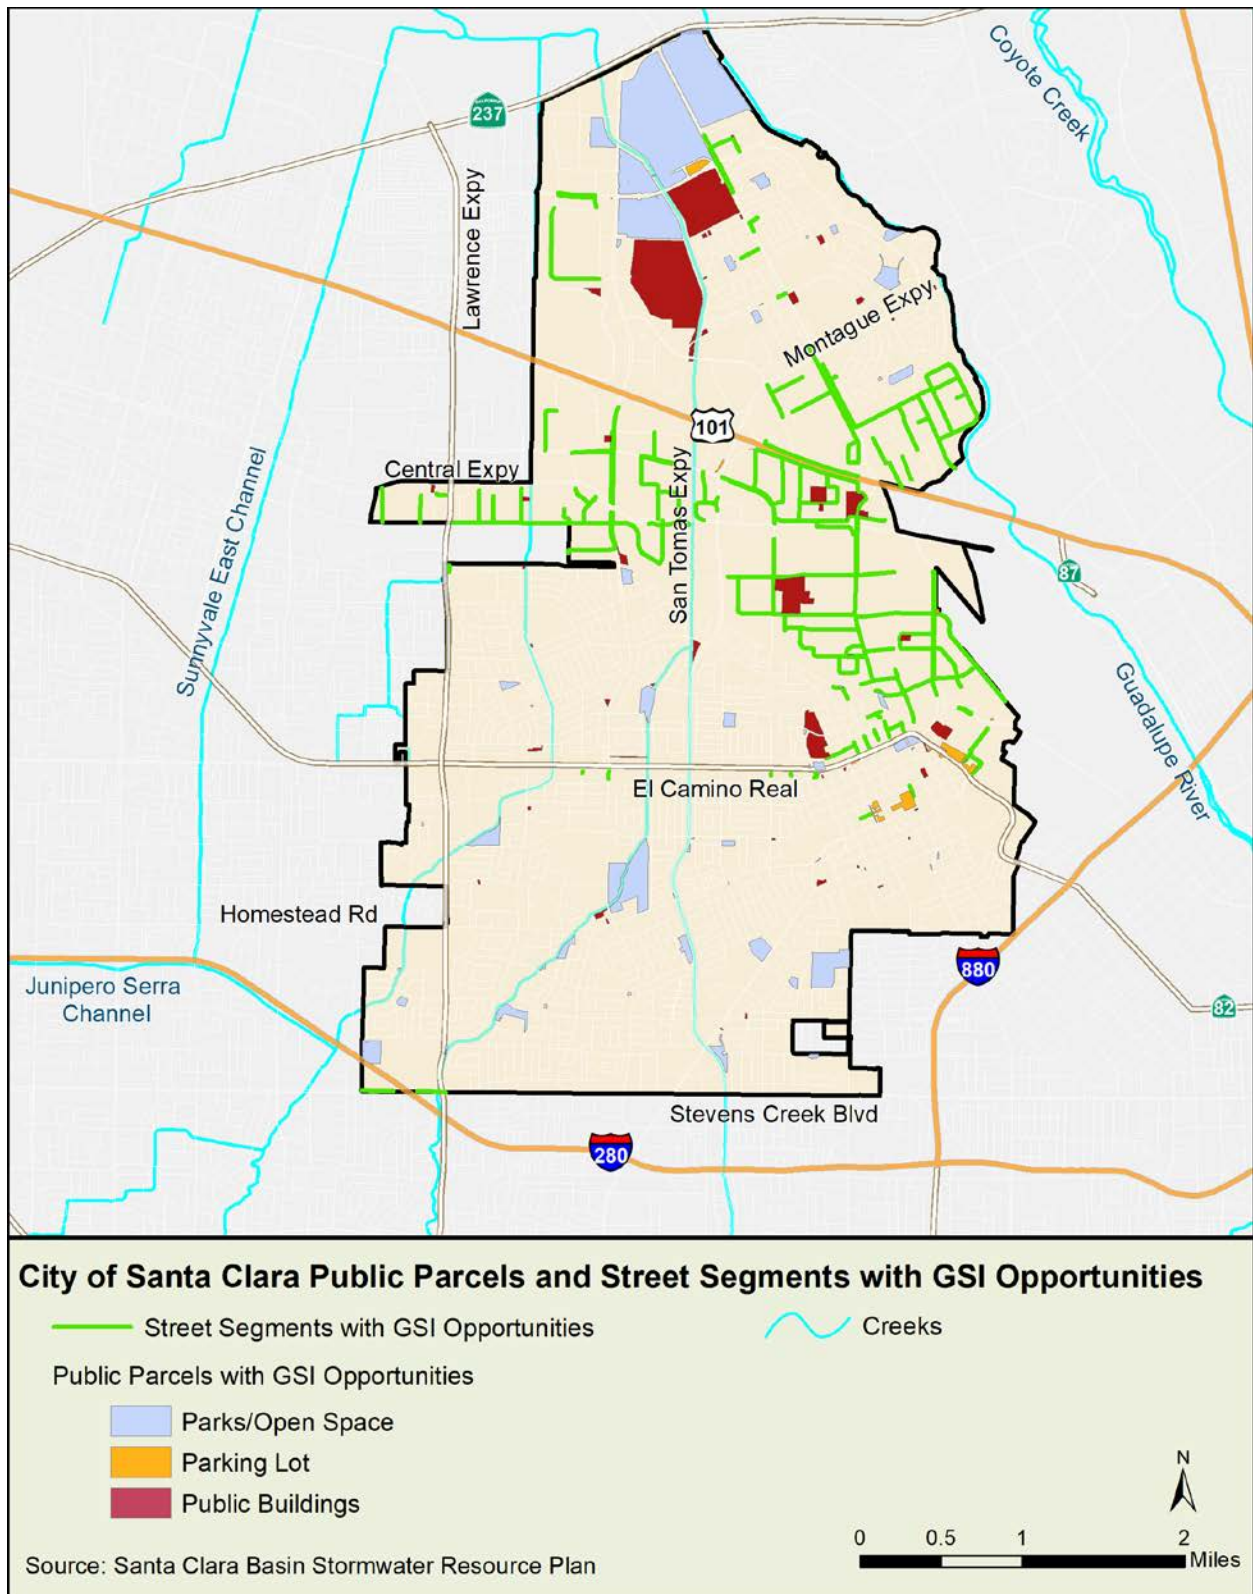 CALIFORNIA
237
Coyote Creek
Lawrence Expy
Montague Expy
101
Central Expy
San Tomas Expy
Sunnyvale East Channel
87
Guadalupe River
El Camino Real
Homestead Rd
Junipero Serra
Channel
880
82
Stevens Creek Blvd
280
City of Santa Clara Public Parcels and Street Segments with GSI Opportunities
Street Segments with GSI Opportunities
Creeks
Public Parcels with GSI Opportunities
Parks/Open Space
Parking Lot
Public Buildings
N
0 0.5 1 2
Miles
Source: Santa Clara Basin Stormwater Resource Plan